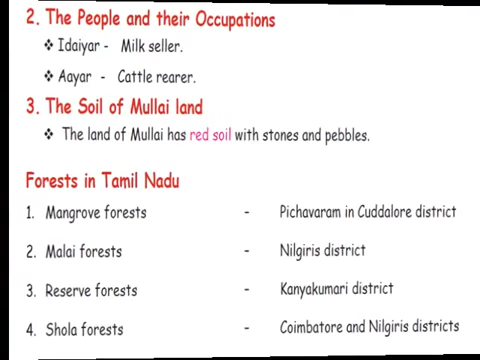 2. The People and their Occupations
❖ Idaiyar - Milk seller.
❖ Aayar - Cattle rearer.
3. The Soil of Mullai land
❖ The land of Mullai has red soil with stones and pebbles.
Forests in Tamil Nadu
1. Mangrove forests - Pichavaram in Cuddalore district
2. Malai forests - Nilgiris district
3. Reserve forests - Kanyakumari district
4. Shola forests - Coimbatore and Nilgiris districts